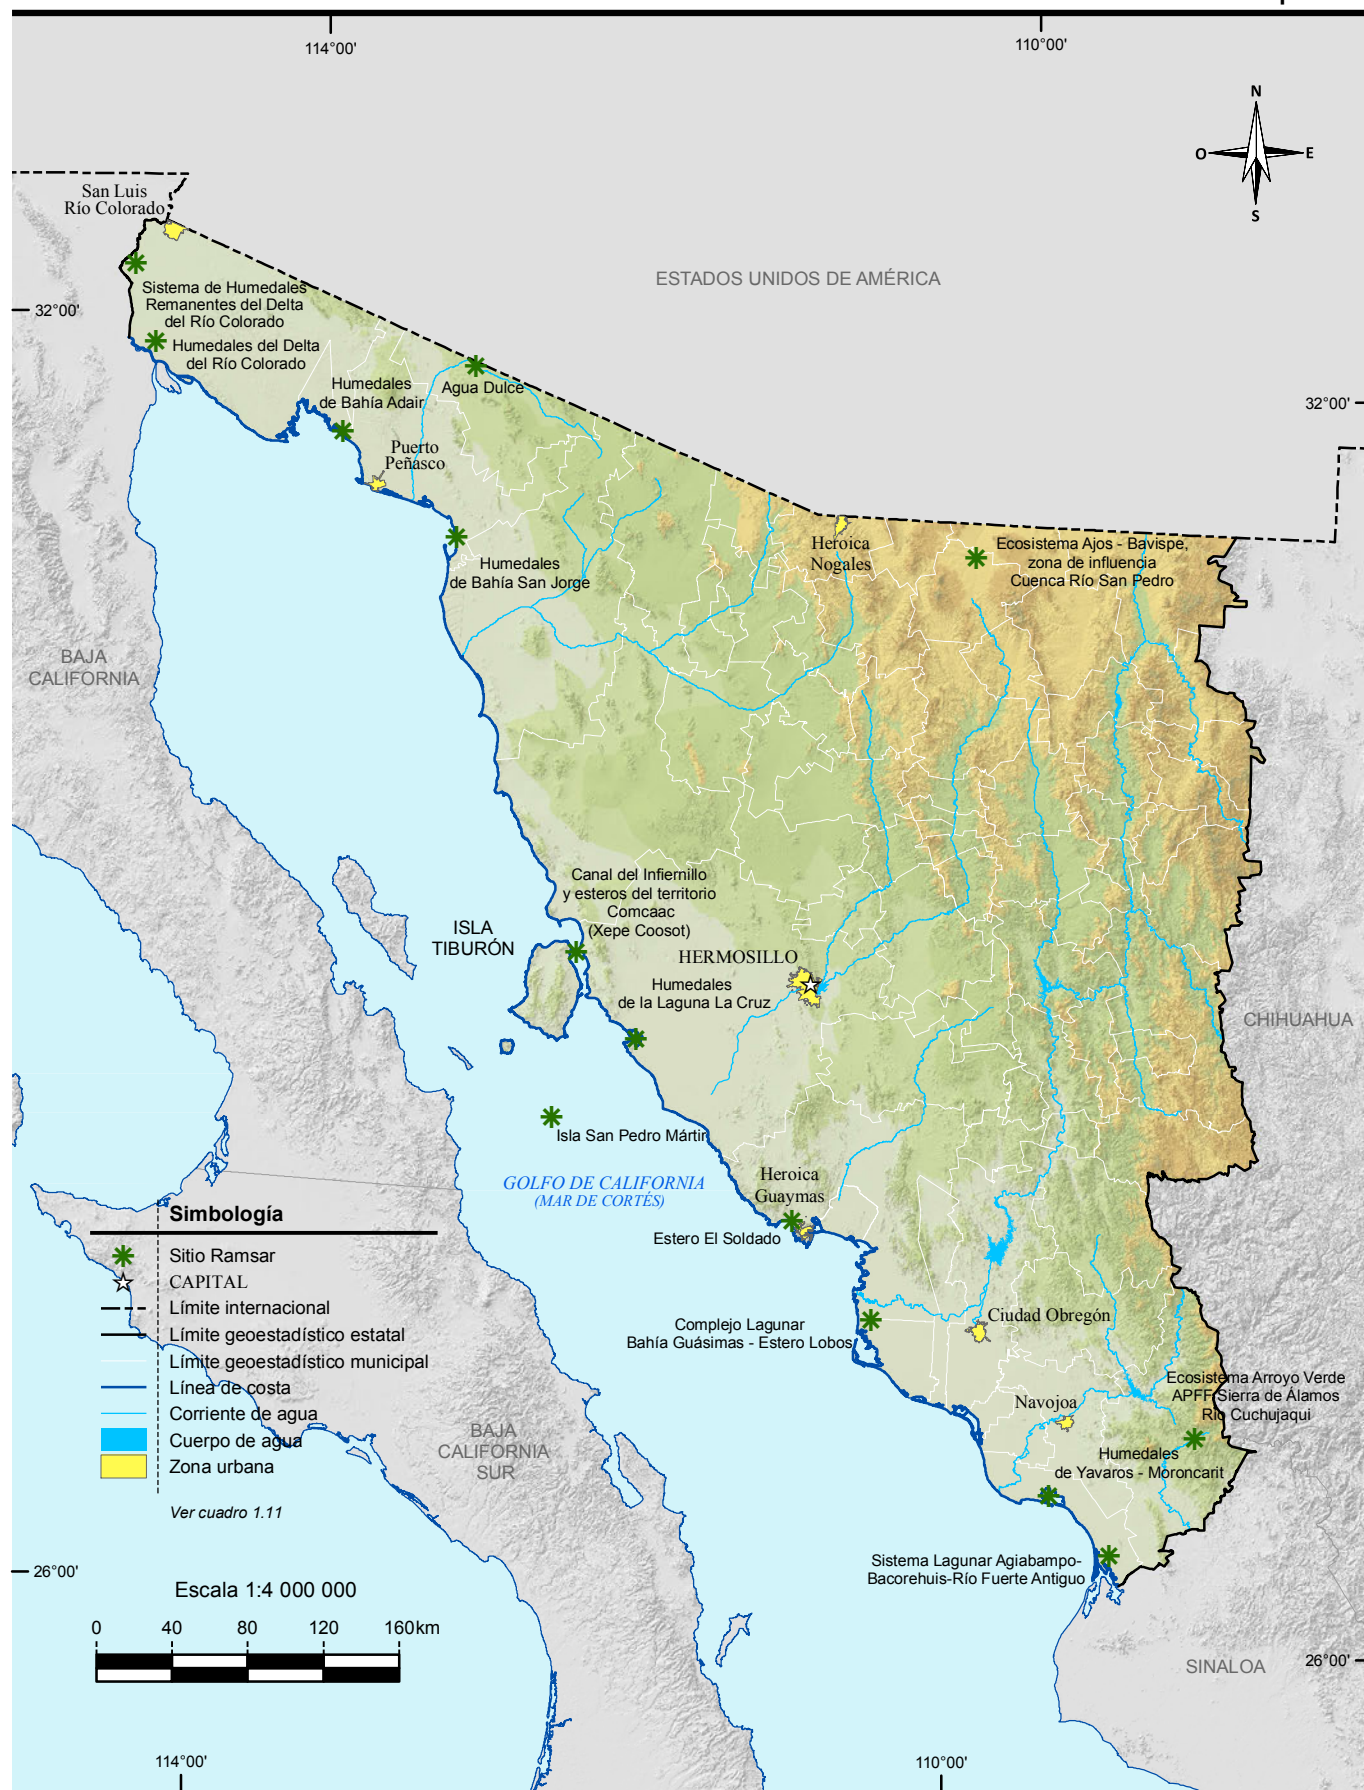 114°00'
110°00'
N
O
E
S
San Luis
Río Colorado
ESTADOS UNIDOS DE AMÉRICA
Sistema de Humedales
Remanentes del Delta
del Río Colorado
32°00'
Humedales del Delta
del Río Colorado
Humedales
de Bahía Adair
Agua Dulce
32°00'
Puerto
Peñasco
Heroica
Nogales
Ecosistema Ajos - Bavispe,
zona de influencia
Cuenca Río San Pedro
Humedales
de Bahía San Jorge
BAJA
CALIFORNIA
Canal del Infiernillo
y esteros del territorio
Comcaac
(Xepe Coosot)
ISLA
TIBURÓN
HERMOSILLO
Humedales
de la Laguna La Cruz
CHIHUAHUA
Isla San Pedro Mártir
GOLFO DE CALIFORNIA
(MAR DE CORTÉS)
Heroica
Guaymas
Estero El Soldado
Complejo Lagunar
Bahía Guásimas - Estero Lobos
Ciudad Obregón
Ecosistema Arroyo Verde
APFF Sierra de Álamos
Río Cuchujaqui
Navojoa
Humedales
de Yavaros - Moroncarit
BAJA
CALIFORNIA
SUR
Sistema Lagunar Agiabampo-
Bacorehuis-Río Fuerte Antiguo
SINALOA
26°00'
Simbología
Sitio Ramsar
CAPITAL
Límite internacional
Límite geoestadístico estatal
Límite geoestadístico municipal
Línea de costa
Corriente de agua
Cuerpo de agua
Zona urbana
Ver cuadro 1.11
26°00'
Escala 1:4 000 000
0 40 80 120 160km
114°00'
110°00'